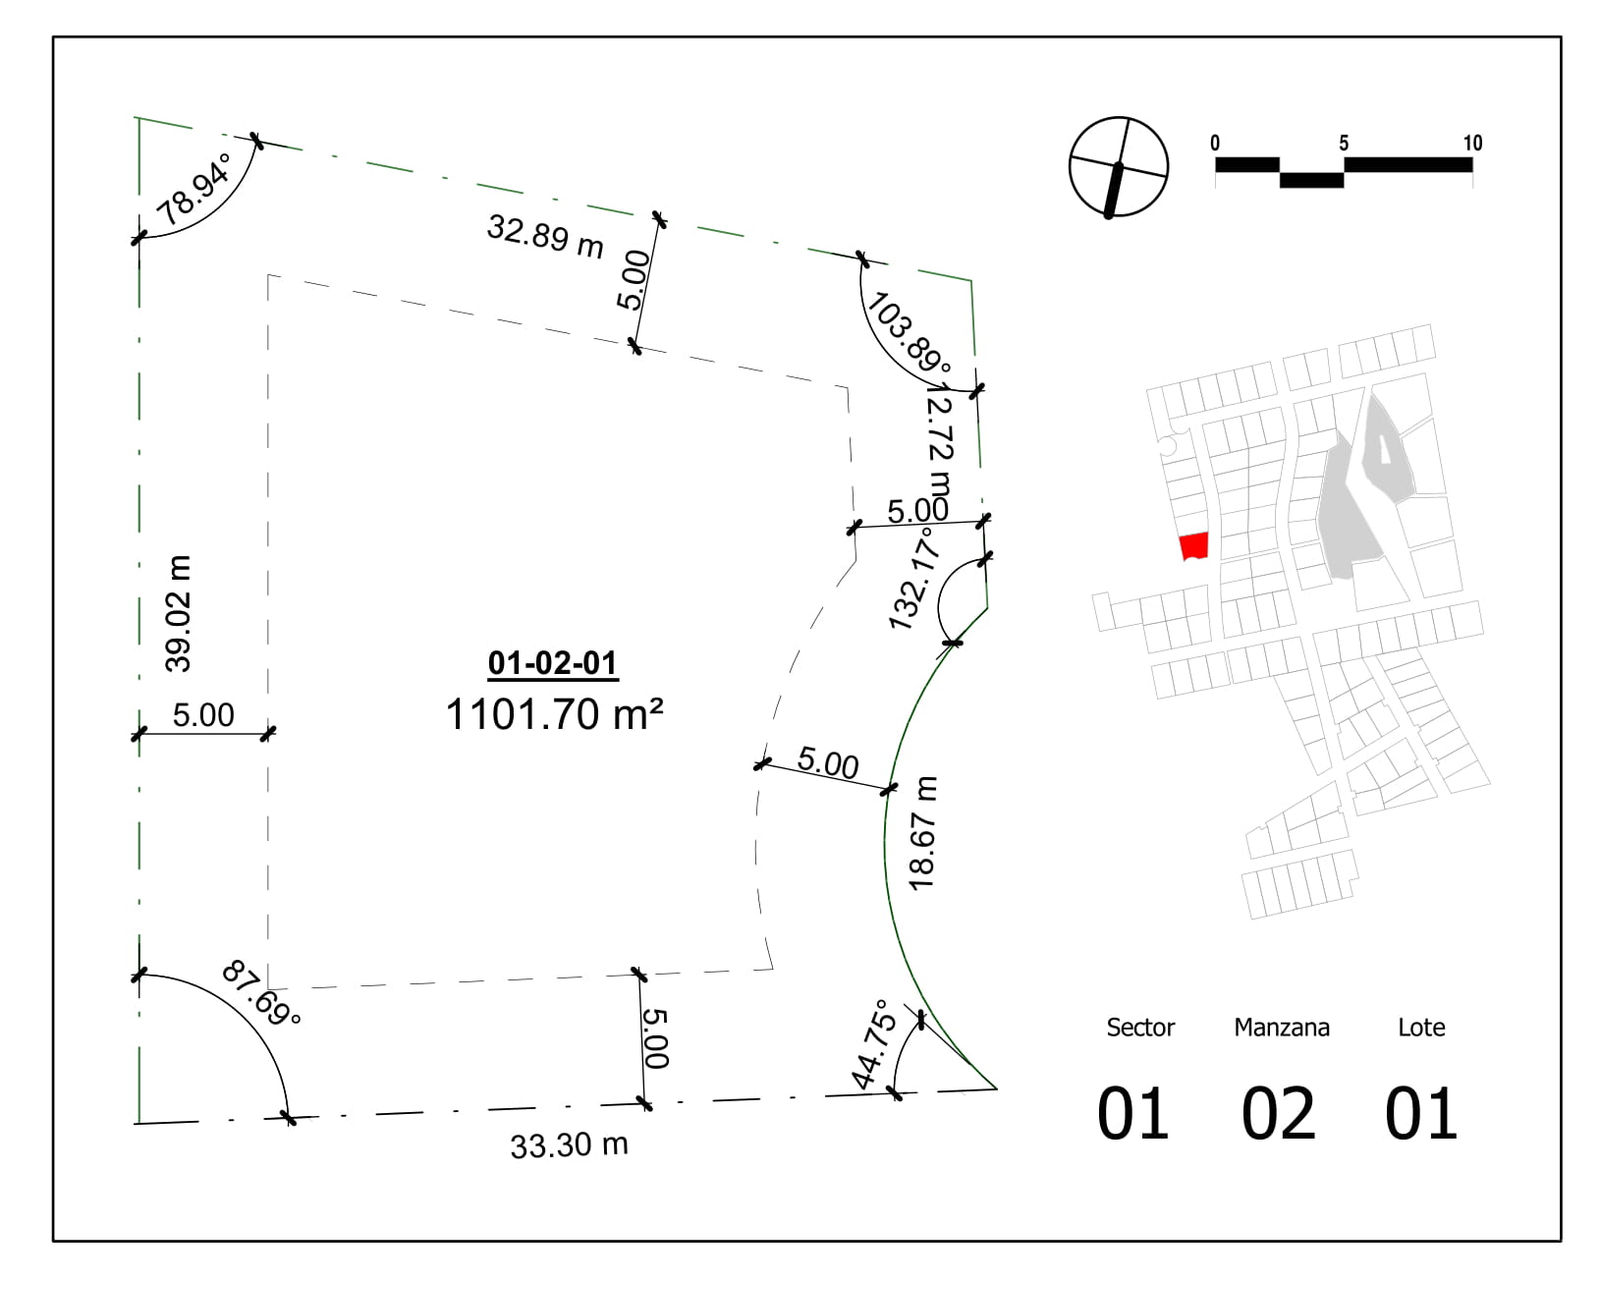 0 5 10
78.94°
32.89 m
5.00
103.89°
12.72 m
5.00
132.17°
39.02 m
01-02-01
1101.70 m²
5.00
5.00
18.67 m
87.69°
5.00
44.75°
33.30 m
Sector Manzana Lote
01 02 01